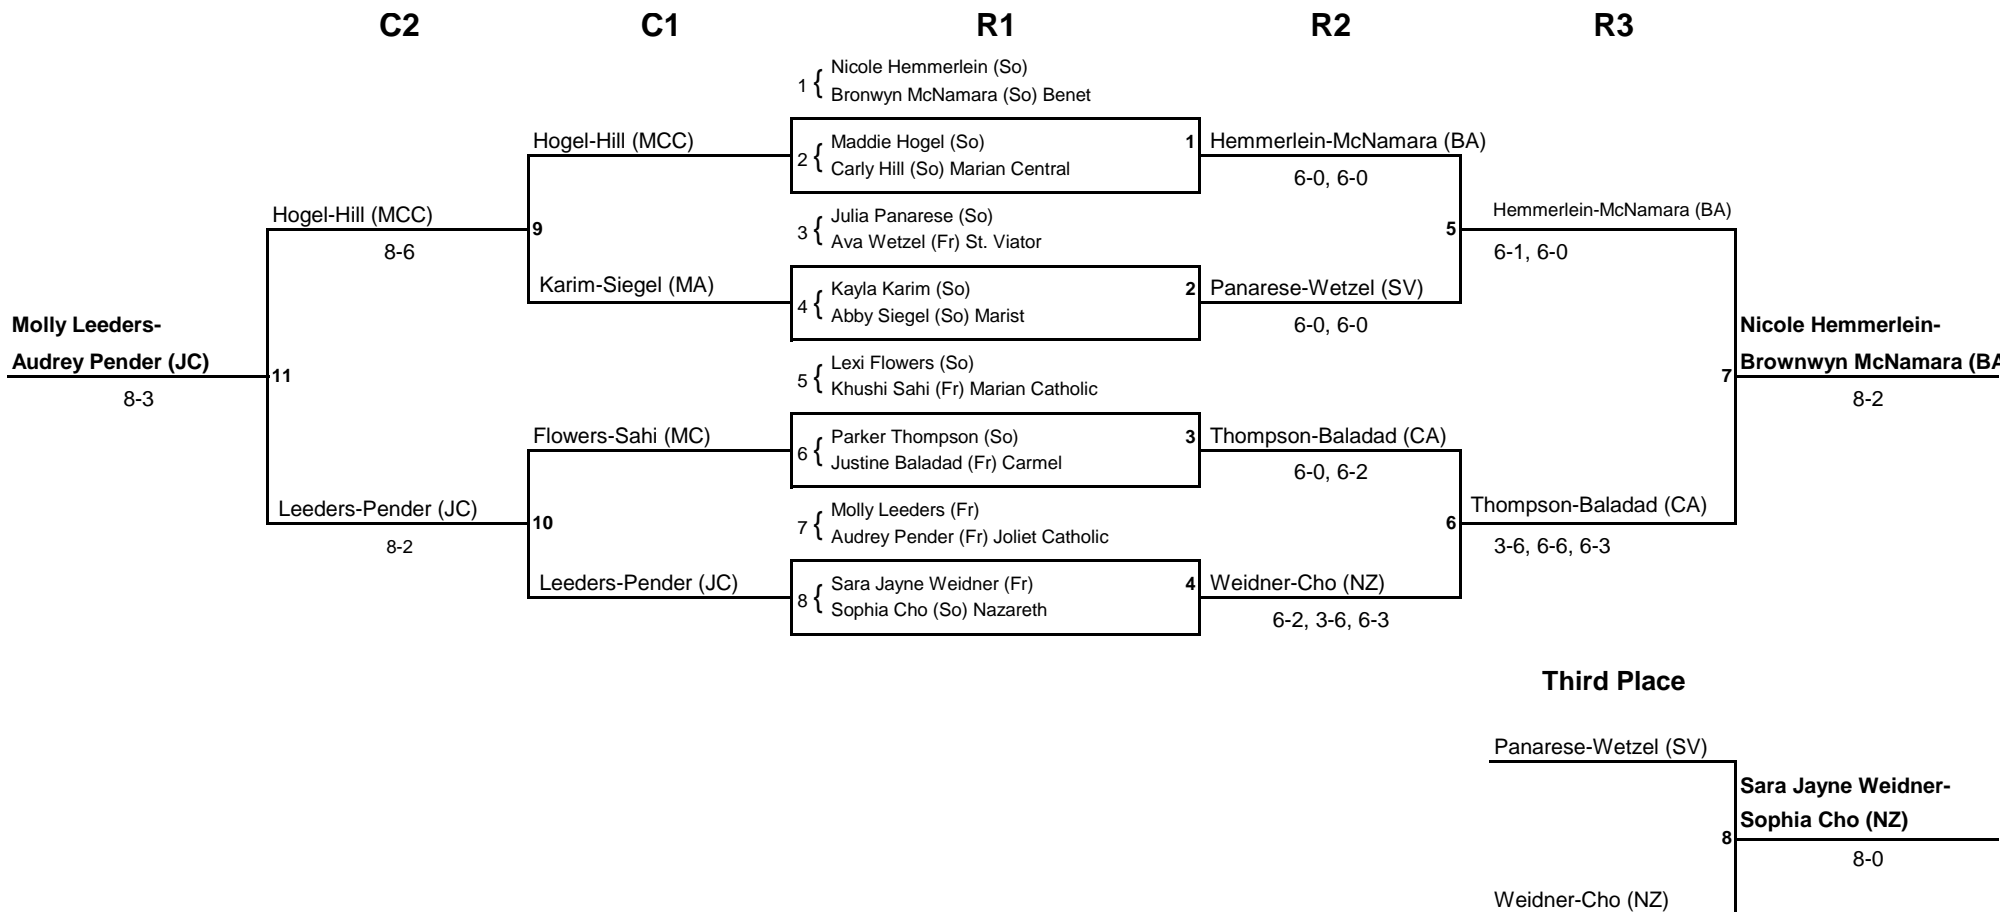 C2 C1 R1 R2 R3
Nicole Hemmerlein (So)
1 {
Bronwyn McNamara (So) Benet
Hogel-Hill (MCC) Maddie Hogel (So) 1 Hemmerlein-McNamara (BA)
2 {
Carly Hill (So) Marian Central 6-0, 6-0
Hogel-Hill (MCC) Julia Panarese (So) Hemmerlein-McNamara (BA)
9 3 { 5
8-6 Ava Wetzel (Fr) St. Viator 6-1, 6-0
Karim-Siegel (MA) Kayla Karim (So) 2 Panarese-Wetzel (SV)
4 {
Abby Siegel (So) Marist 6-0, 6-0
Molly Leeders- Nicole Hemmerlein-
Audrey Pender (JC) Lexi Flowers (So) Brownwyn McNamara (BA
11 5 { 7
8-3 Khushi Sahi (Fr) Marian Catholic 8-2
Flowers-Sahi (MC) Parker Thompson (So) 3 Thompson-Baladad (CA)
6 {
Justine Baladad (Fr) Carmel 6-0, 6-2
Leeders-Pender (JC) Molly Leeders (Fr) Thompson-Baladad (CA)
10 7 { 6
8-2 Audrey Pender (Fr) Joliet Catholic 3-6, 6-6, 6-3
Leeders-Pender (JC) Sara Jayne Weidner (Fr) 4 Weidner-Cho (NZ)
8 {
Sophia Cho (So) Nazareth 6-2, 3-6, 6-3
Third Place
Panarese-Wetzel (SV)
Sara Jayne Weidner-
Sophia Cho (NZ)
8
8-0
Weidner-Cho (NZ)